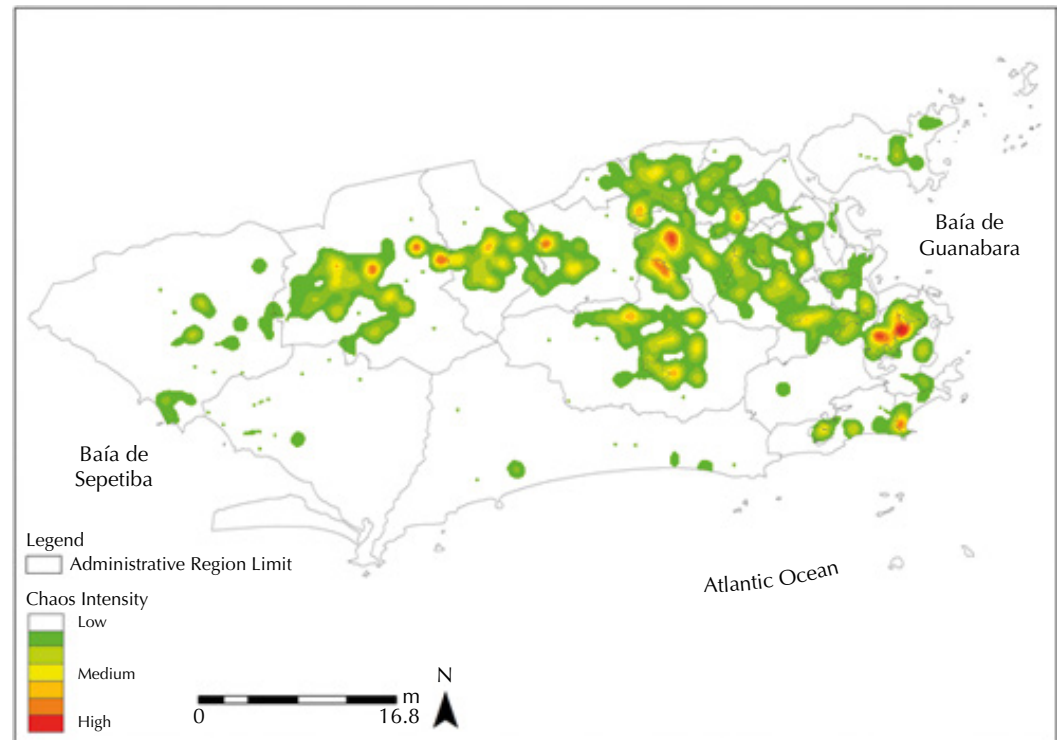 Baía de
Guanabara
Baía de
Sepetiba
Atlantic Ocean
Legend
Administrative Region Limit
Chaos Intensity
Low
Medium
High
N
m
0
16.8